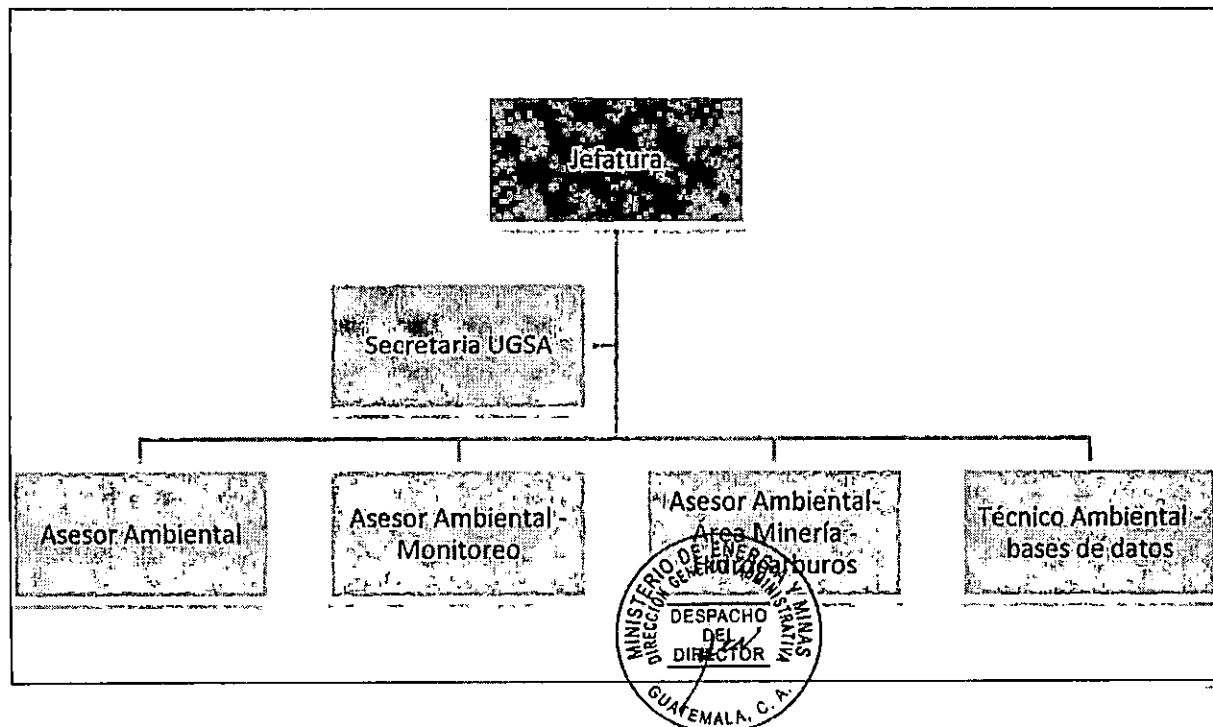 Jefatura
Secretaria UGSA
Asesor Ambiental
Asesor Ambiental -
Monitoreo
Asesor Ambiental-
Área Minería -
Hidrocarburos
Técnico Ambiental -
bases de datos
MINISTERIO DE ENERGIA Y MINAS
DIRECCIÓN GENERAL ADMINISTRATIVA
DESPACHO
DEL
DIRECTOR
GUATEMALA, C. A.